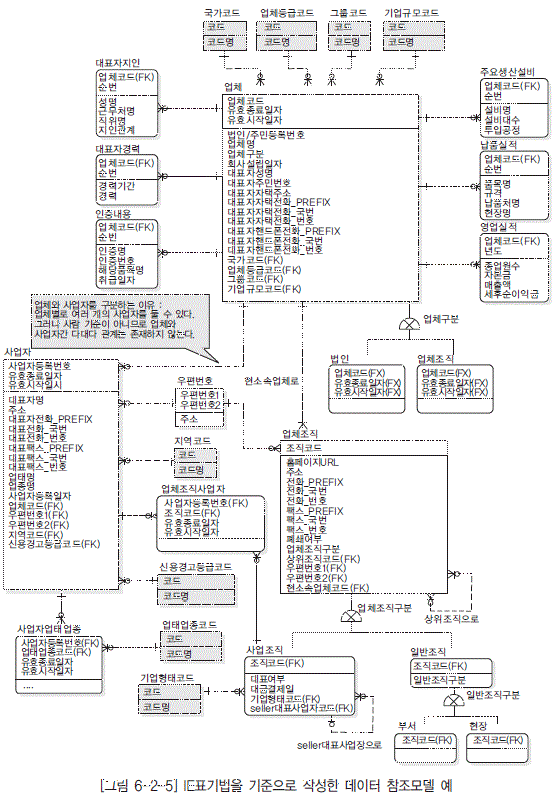 국가코드
코드
코드명
업체등급코드
코드
코드명
그룹코드
코드
코드명
기업규모코드
코드
코드명
대표자지인
업체코드(FK)
순번
성명
근무처명
직위명
지인관계
대표자경력
업체코드(FK)
순번
경력기간
경력
인증내용
업체코드(FK)
순번
인증명
인증번호
해당품목명
취급일자
업체
업체코드
유효종료일자
유효시작일자
법인/주민등록번호
업체명
업체구분
회사설립일자
대표자성명
대표자주민번호
대표자자택주소
대표자자택전화_PREFIX
대표자자택전화_국번
대표자자택전화_번호
대표자핸드폰전화_PREFIX
대표자핸드폰전화_국번
대표자핸드폰전화_번호
국가코드(FK)
업체등급코드(FK)
그룹코드(FK)
기업규모코드(FK)
주요생산설비
업체코드(FK)
순번
설비명
설비대수
투입공정
납품실적
업체코드(FK)
순번
품목명
규격
납품처명
현장명
영업실적
업체코드(FK)
년도
종업원수
자본금
매출액
세후순이익금
업체와 사업자를 구분하는 이유 :
업체별로 여러 개의 사업자를 둘 수 있다.
그러나 사람 기준이 아니므로 업체와
사업자간 다대다 관계는 존재하지 않는다.
업체구분
법인
업체코드(FX)
유효종료일자(FX)
유효시작일자(FX)
업체조직
업체코드(FK)
유효종료일자(FX)
유효시작일자(FX)
사업자
사업자등록번호
유효종료일자
유효시작일시
대표자명
주소
대표자전화_PREFIX
대표전화_국번
대표전화_번호
대표팩스_PREFIX
대표팩스_국번
대표팩스_번호
업태명
업종명
사업자등록일자
업체코드(FK)
우편번호1(FK)
우편번호2(FK)
지역코드(FK)
신용경고등급코드(FK)
우편번호
우편번호1
우편번호2
주소
현소속업체로
지역코드
코드
코드명
업체조직사업자
사업자등록번호(FK)
조직코드(FK)
유효종료일자
유효시작일자
신용경고등급코드
코드
코드명
업체조직
조직코드
홈페이지URL
주소
전화_PREFIX
전화_국번
전화_번호
팩스_PREFIX
팩스_국번
팩스_번호
폐쇄여부
업체조직구분
상위조직코드(FK)
우편번호1(FK)
우편번호2(FK)
현소속업체코드(FK)
상위조직으로
업체조직구분
사업자업태업종
사업자등록번호(FK)
업태업종코드(FK)
유효종료일자
유효시작일자
....
업태업종코드
코드
코드명
기업형태코드
코드
코드명
사업조직
조직코드(FK)
대표여부
대금결제일
기업형태코드(FK)
seller대표사업자코드(FK)
seller대표사업장으로
일반조직
조직코드(FK)
일반조직구분
일반조직구분
부서
조직코드(FK)
현장
조직코드(FK)
[그림 6-2-5] IE표기법을 기준으로 작성한 데이터 참조모델 예